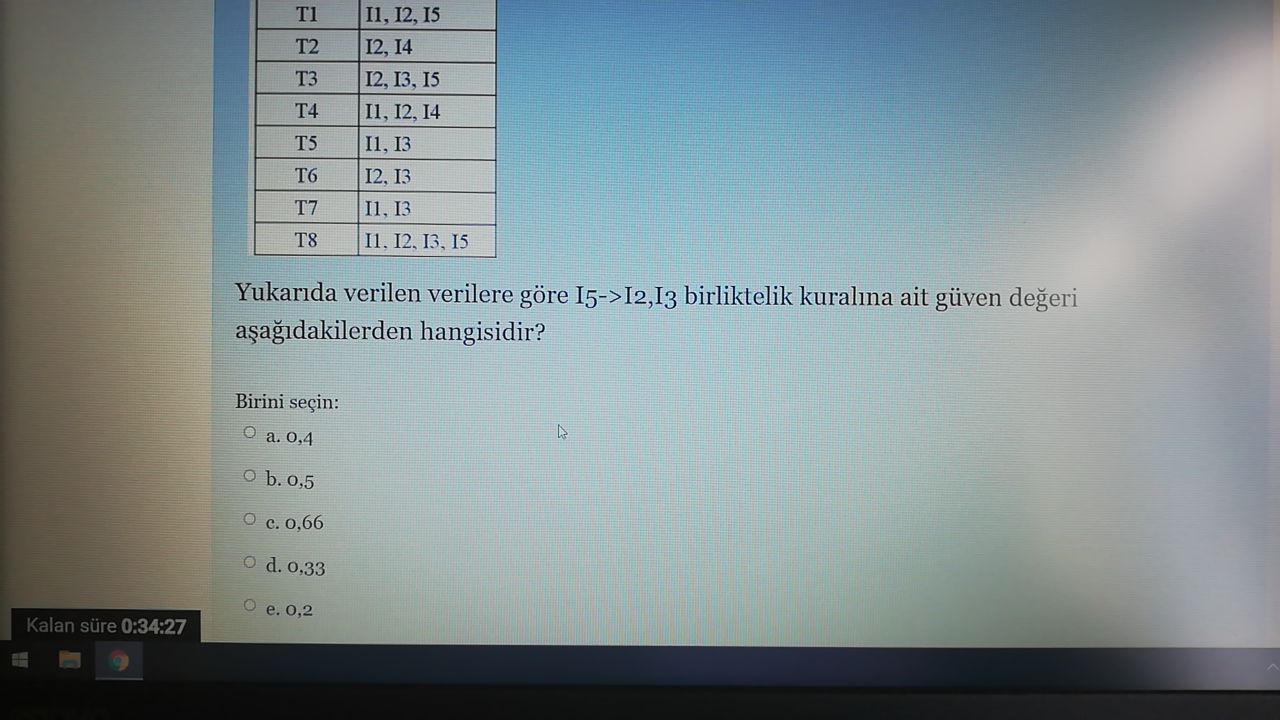 T1 I1, I2, I5
T2 I2, I4
T3 I2, I3, I5
T4 I1, I2, I4
T5 I1, I3
T6 I2, I3
T7 I1, I3
T8 I1, I2, I3, I5
Yukarıda verilen verilere göre I5->I2,I3 birliktelik kuralına ait güven değeri
aşağıdakilerden hangisidir?
Birini seçin:
a. 0,4
b. 0,5
c. 0,66
d. 0,33
e. 0,2
Kalan süre 0:34:27